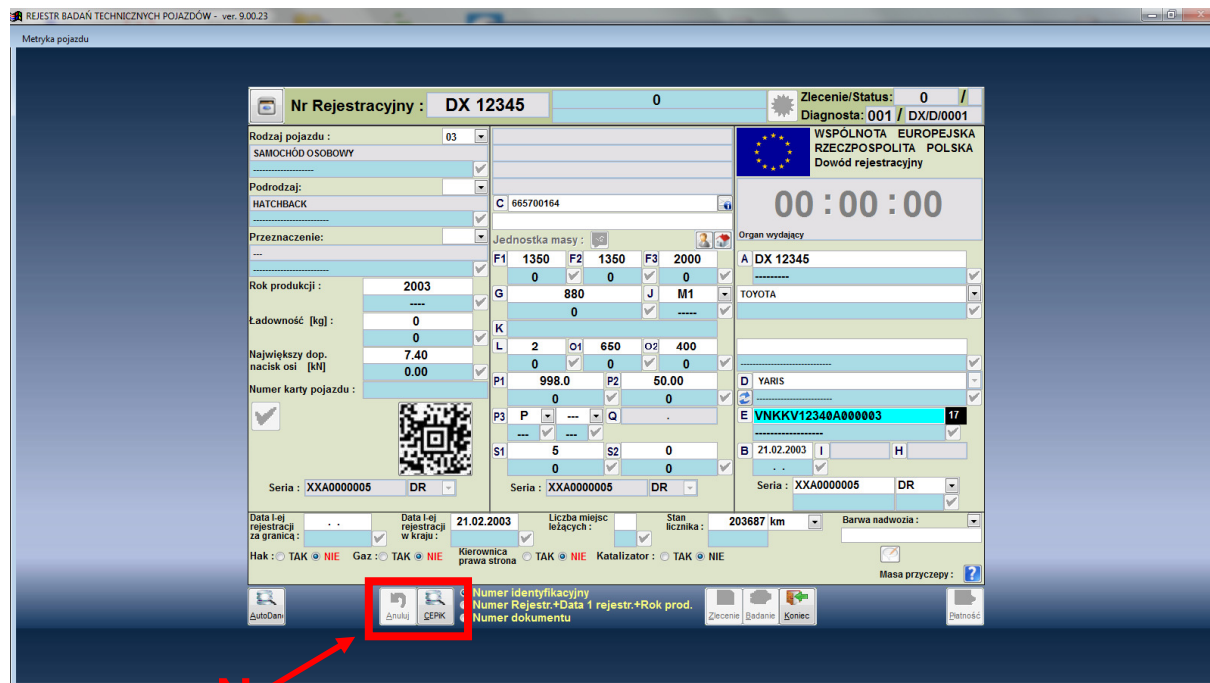 REJESTR BADAŃ TECHNICZNYCH POJAZDÓW - ver. 9.00.23
Metryka pojazdu
Nr Rejestracyjny : DX 12345 0 Zlecenie/Status: 0 /
Diagnosta: 001 / DX/D/0001
Rodzaj pojazdu : 03
SAMOCHÓD OSOBOWY
--------------------
Podrodzaj:
HATCHBACK
-------------------------
Przeznaczenie:
---
-------------------------
Rok produkcji : 2003
----
Ładowność [kg] : 0
0
Największy dop. nacisk osi [kN] 7.40
0.00
Numer karty pojazdu :
Seria : XXA0000005 DR
C 665700164
Jednostka masy :
F1 1350 F2 1350 F3 2000
0 0 0
G 880 J M1
0 -----
K
L 2 O1 650 O2 400
0 0 0
P1 998.0 P2 50.00
0 0
P3 P --- Q .
--- ---
S1 5 S2 0
0 0
Seria : XXA0000005 DR
WSPÓLNOTA EUROPEJSKA
RZECZPOSPOLITA POLSKA
Dowód rejestracyjny
00 : 00 : 00
Organ wydający
A DX 12345
---------
TOYOTA
------------------------------
D YARIS
-------------------------
E VNKKV12340A000003 17
------------------
B 21.02.2003 I H
. .
Seria : XXA0000005 DR
Data I-ej rejestracji za granicą : . . Data I-ej rejestracji w kraju : 21.02.2003 Liczba miejsc leżących : Stan licznika : 203687 km Barwa nadwozia :
Hak : TAK NIE Gaz : TAK NIE Kierownica prawa strona TAK NIE Katalizator : TAK NIE
Masa przyczepy : ?
AutoDane Anuluj CEPiK
Numer identyfikacyjny
Numer Rejestr.+Data 1 rejestr.+Rok prod.
Numer dokumentu
Zlecenie Badanie Koniec Płatność